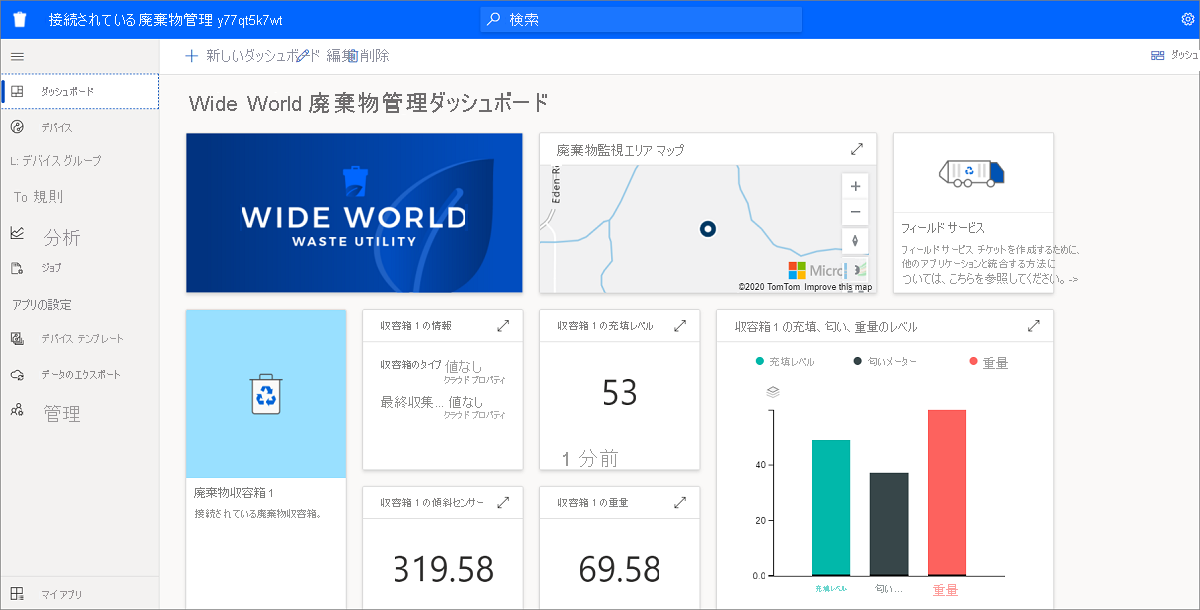 接続されている廃棄物管理 y77qt5k7wt
検索
新しいダッシュボード
編集
削除
ダッシュ
ダッシュボード
デバイス
L: デバイス グループ
To 規則
分析
ジョブ
アプリの設定
デバイス テンプレート
データのエクスポート
管理
マイアプリ
Wide World 廃棄物管理ダッシュボード
WIDE WORLD
WASTE UTILITY
廃棄物監視エリア マップ
Eden Ri
Micro
©2020 TomTom Improve this map
フィールド サービス
フィールド サービス チケットを作成するために、
他のアプリケーションと統合する方法に
ついては、こちらを参照してください。->
廃棄物収容箱 1
接続されている廃棄物収容箱。
収容箱 1 の情報
収容箱のタイプ 値なし
クラウド プロパティ
最終収集... 値なし
クラウド プロパティ
収容箱 1 の充填レベル
53
1 分前
収容箱 1 の充填、匂い、重量のレベル
充填レベル
匂いメーター
重量
40
20
0.0
充填レベル
匂い...
重量
収容箱 1 の傾斜センサー
319.58
収容箱 1 の重量
69.58